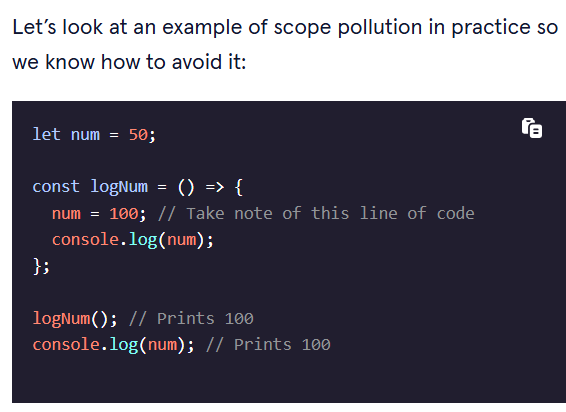 Let’s look at an example of scope pollution in practice so
we know how to avoid it:
let num = 50;
const logNum = () => {
  num = 100; // Take note of this line of code
  console.log(num);
};
logNum(); // Prints 100
console.log(num); // Prints 100